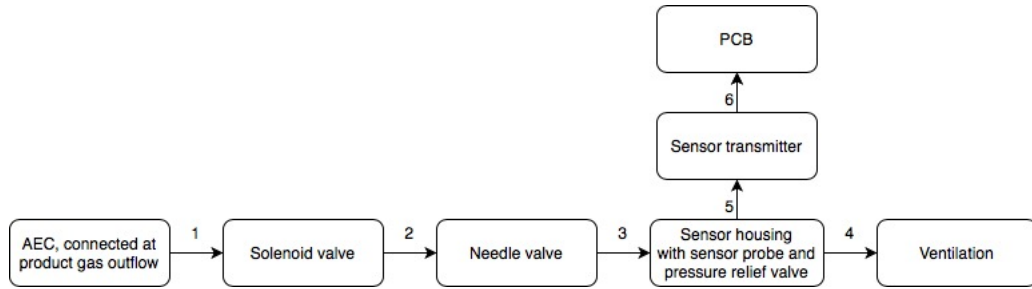 PCB
6
Sensor transmitter
5
AEC, connected at
product gas outflow
1
Solenoid valve
2
Needle valve
3
Sensor housing
with sensor probe and
pressure relief valve
4
Ventilation